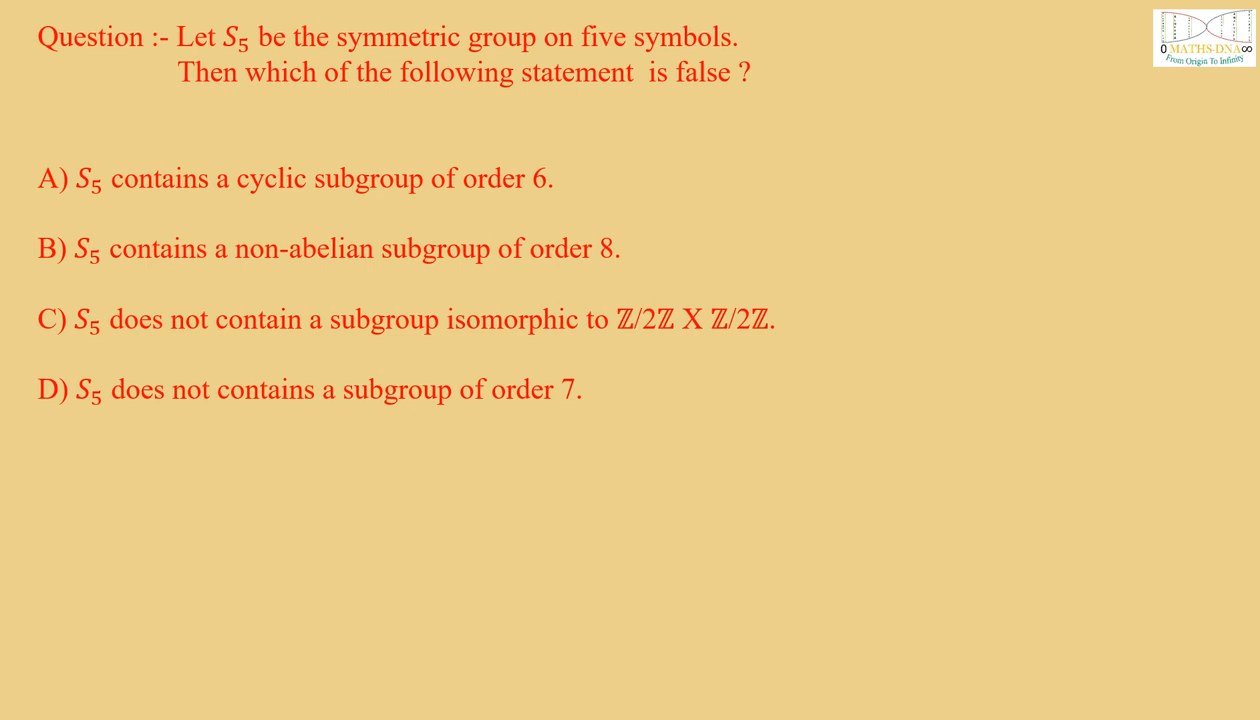 Question :- Let S₅ be the symmetric group on five symbols.
Then which of the following statement is false ?
0 MATHS-DNA∞
From Origin To Infinity
A) S₅ contains a cyclic subgroup of order 6.
B) S₅ contains a non-abelian subgroup of order 8.
C) S₅ does not contain a subgroup isomorphic to ℤ/2ℤ X ℤ/2ℤ.
D) S₅ does not contains a subgroup of order 7.